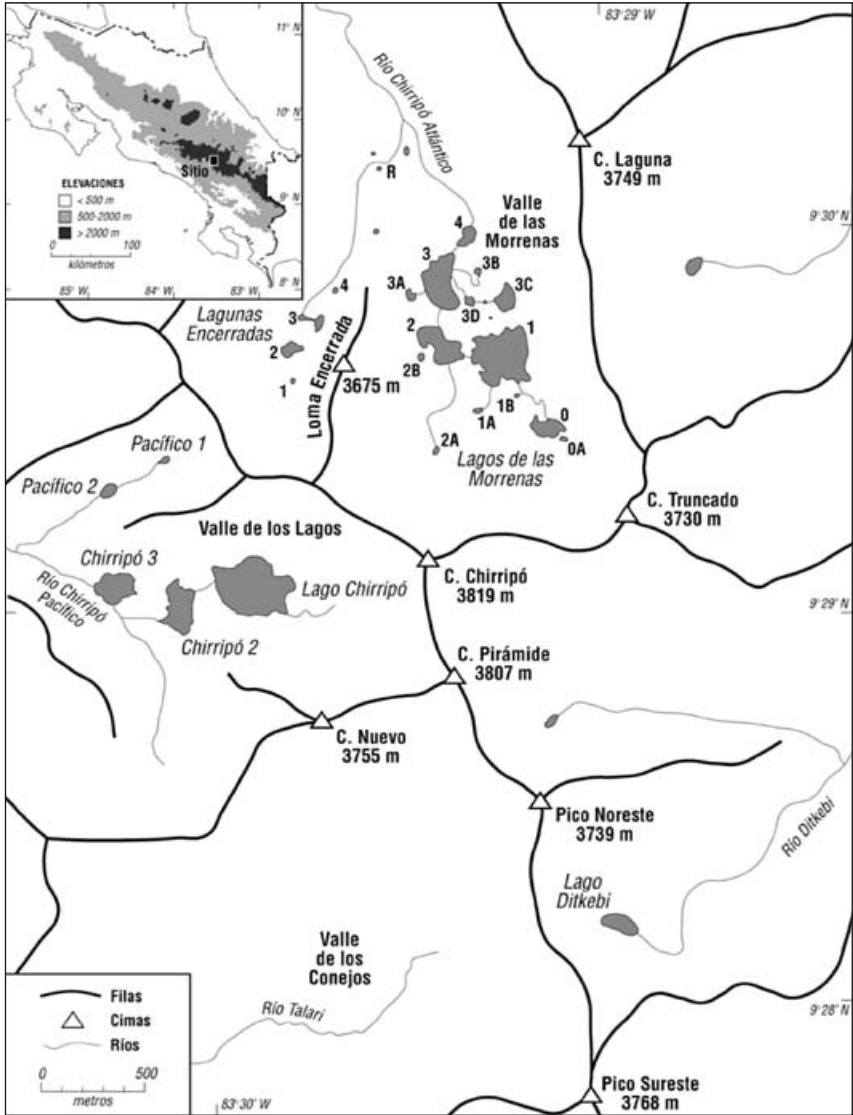 11° N
10° N
9° N
8° N
85° W
84° W
83° W
Sitio
ELEVACIONES
< 500 m
500-2000 m
> 2000 m
0
100
kilómetros
83° 29' W
Río Chirripó
Atlántico
C. Laguna
3749 m
R
Valle
de las
Morrenas
9° 30' N
4
3
3B
3A
3C
3D
4
Lagunas
Encerradas
3
2
1
2
1
2B
Loma Encerrada
3675 m
1B
1A
0
0A
2A
Lagos de las
Morrenas
Pacífico 1
Pacífico 2
C. Truncado
3730 m
Valle de los Lagos
Chirripó 3
Lago Chirripó
C. Chirripó
3819 m
Río Chirripó
Pacífico
9° 29' N
Chirripó 2
C. Pirámide
3807 m
C. Nuevo
3755 m
Pico Noreste
3739 m
Río Ditkebi
Lago
Ditkebi
Valle
de los
Conejos
Río Talari
9° 28' N
Filas
Cimas
Ríos
0
500
metros
83° 30' W
Pico Sureste
3768 m